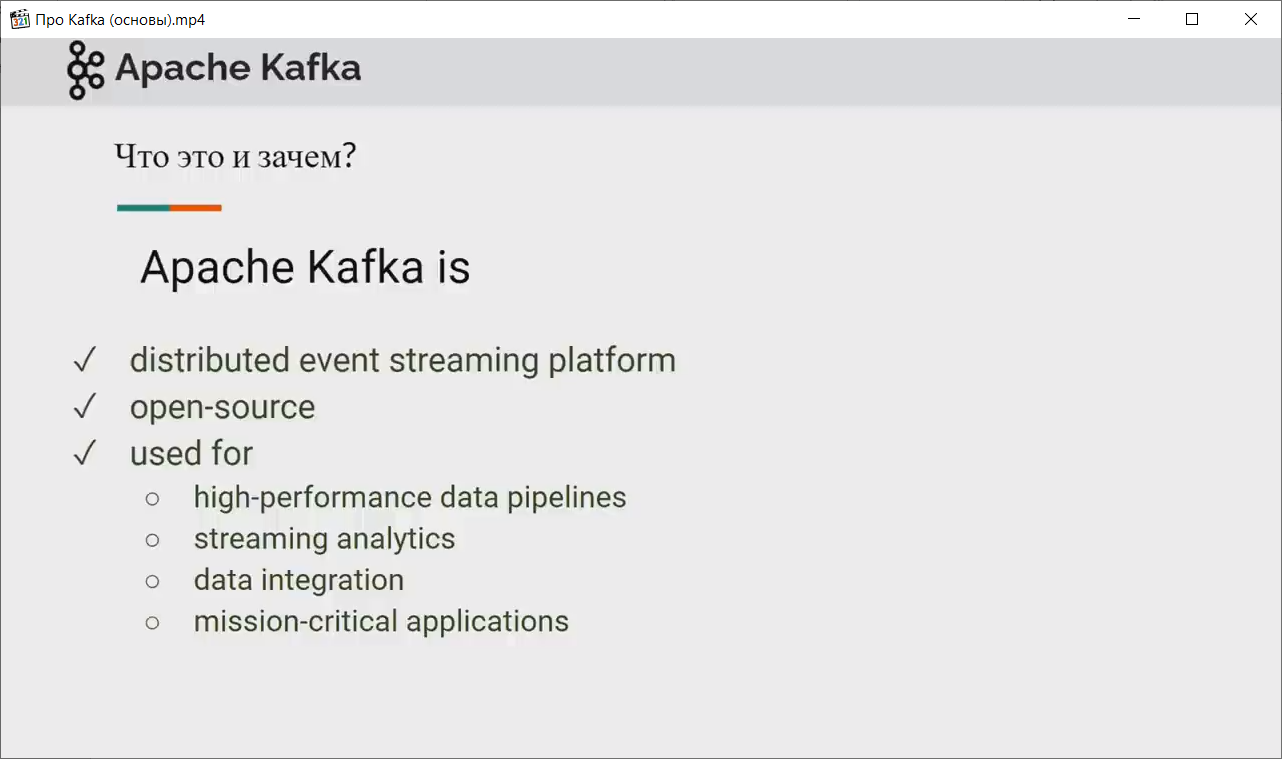 Про Kafka (основы).mp4
Apache Kafka
Что это и зачем?
Apache Kafka is
✓ distributed event streaming platform
✓ open-source
✓ used for
○ high-performance data pipelines
○ streaming analytics
○ data integration
○ mission-critical applications